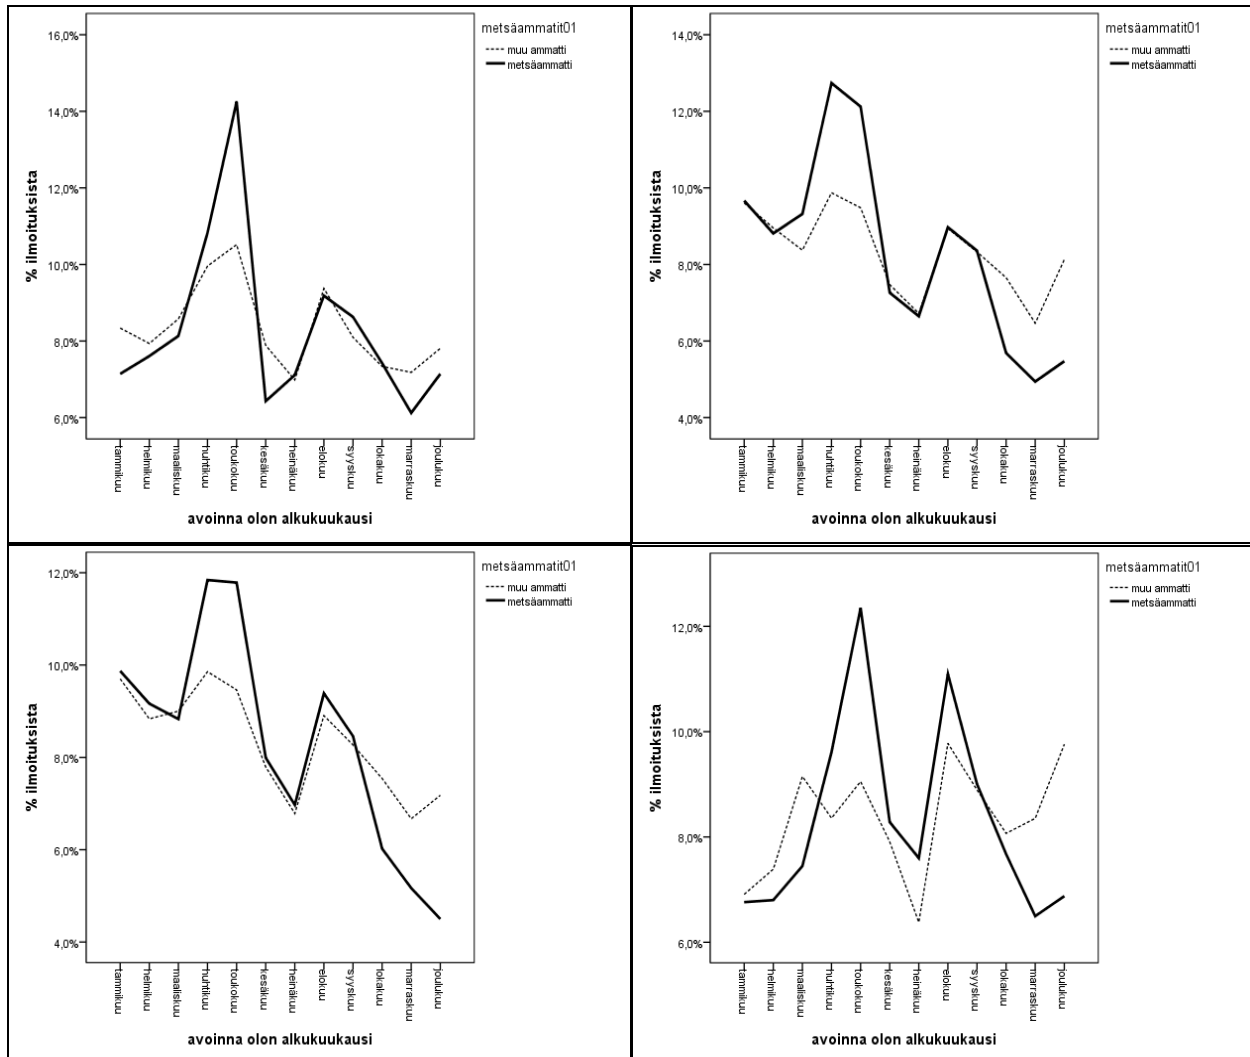 metsäammatit01
muu ammatti
metsäammatti
16,0%
14,0%
12,0%
10,0%
8,0%
6,0%
% ilmoituksista
tammikuu
helmikuu
maaliskuu
huhtikuu
toukokuu
kesäkuu
heinäkuu
elokuu
syyskuu
lokakuu
marraskuu
joulukuu
avoinna olon alkukuukausi
metsäammatit01
muu ammatti
metsäammatti
14,0%
12,0%
10,0%
8,0%
6,0%
4,0%
% ilmoituksista
tammikuu
helmikuu
maaliskuu
huhtikuu
toukokuu
kesäkuu
heinäkuu
elokuu
syyskuu
lokakuu
marraskuu
joulukuu
avoinna olon alkukuukausi
metsäammatit01
muu ammatti
metsäammatti
12,0%
10,0%
8,0%
6,0%
4,0%
% ilmoituksista
tammikuu
helmikuu
maaliskuu
huhtikuu
toukokuu
kesäkuu
heinäkuu
elokuu
syyskuu
lokakuu
marraskuu
joulukuu
avoinna olon alkukuukausi
metsäammatit01
muu ammatti
metsäammatti
12,0%
10,0%
8,0%
6,0%
% ilmoituksista
tammikuu
helmikuu
maaliskuu
huhtikuu
toukokuu
kesäkuu
heinäkuu
elokuu
syyskuu
lokakuu
marraskuu
joulukuu
avoinna olon alkukuukausi